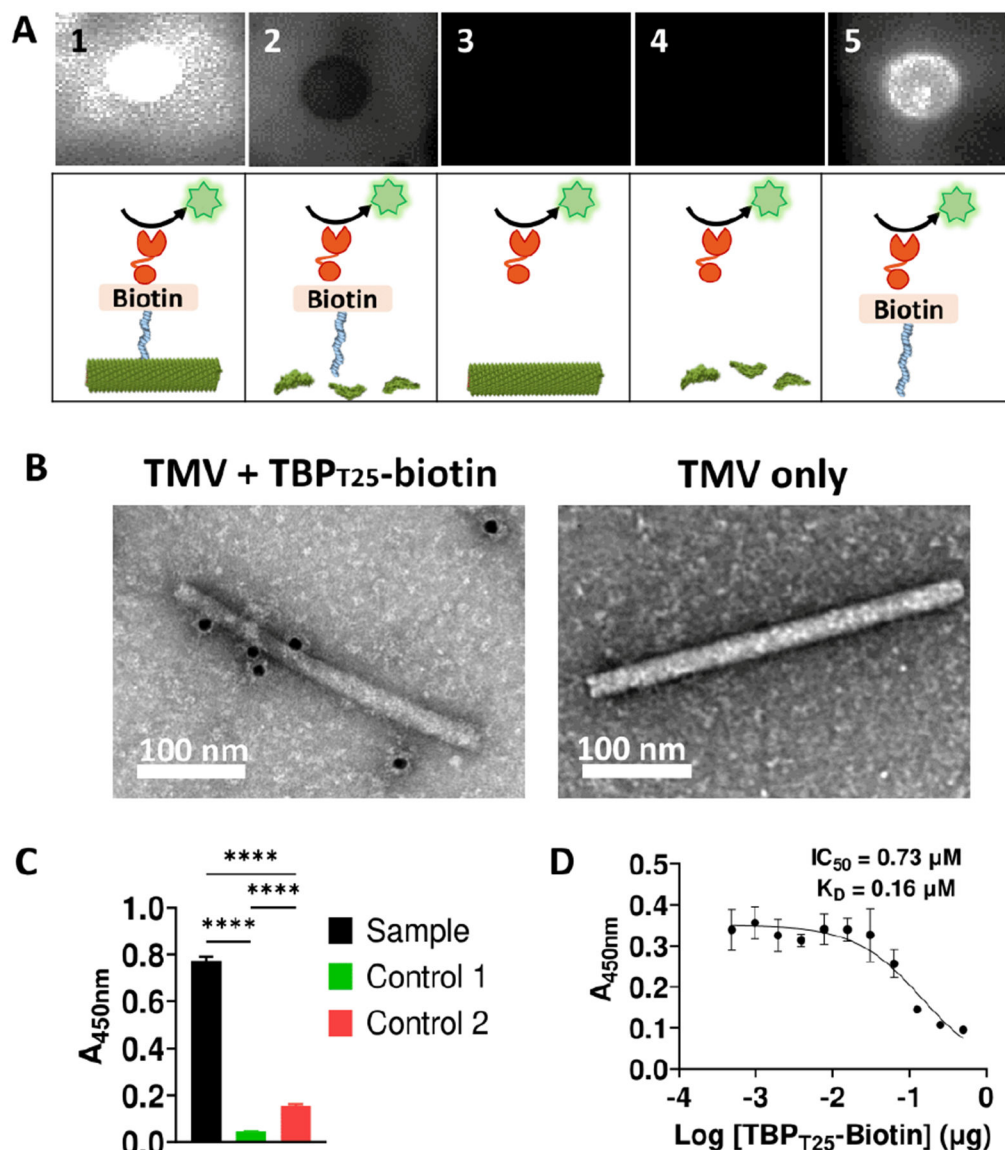 A
1 2 3 4 5
Biotin Biotin Biotin
B
TMV + TBPT25-biotin TMV only
100 nm 100 nm
C
****
****
****
1.0
0.8
0.6
0.4
0.2
0.0
A450nm
Sample
Control 1
Control 2
D
IC50 = 0.73 µM
KD = 0.16 µM
0.5
0.4
0.3
0.2
0.1
0.0
A450nm
-4 -3 -2 -1 0
Log [TBPT25-Biotin] (µg)